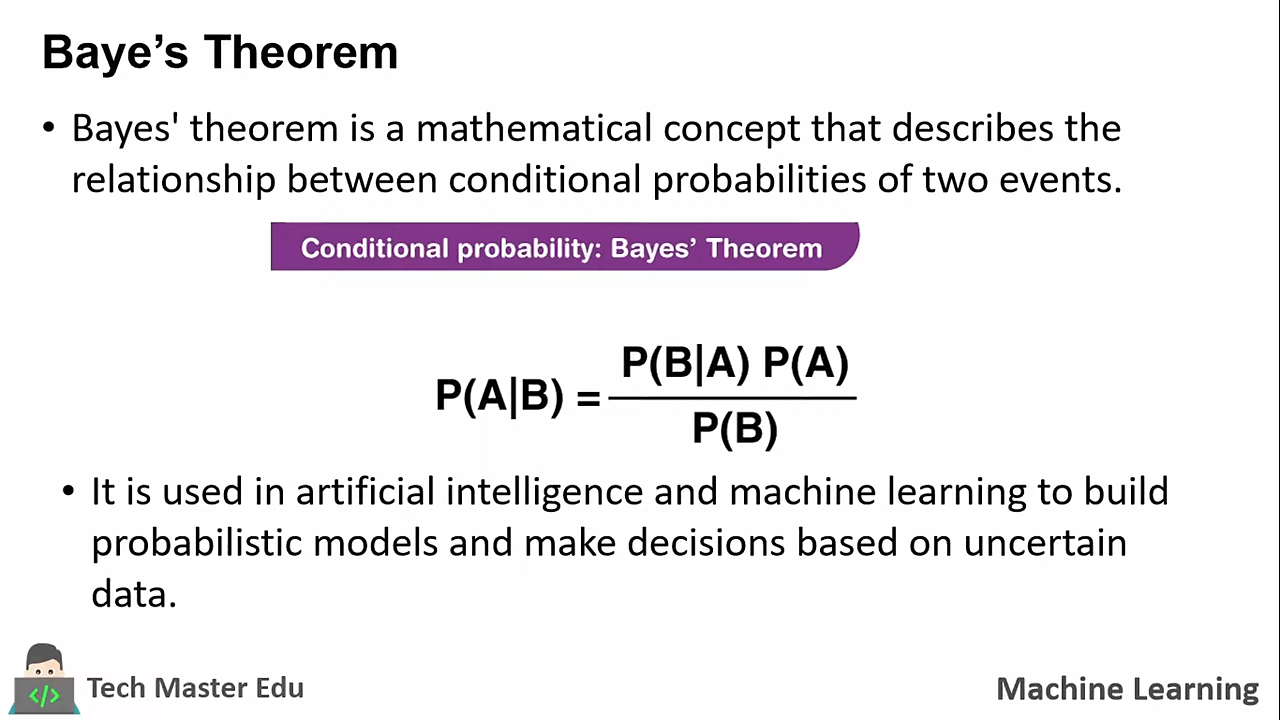 Baye’s Theorem
• Bayes' theorem is a mathematical concept that describes the
relationship between conditional probabilities of two events.
Conditional probability: Bayes’ Theorem
P(B|A) P(A)
P(A|B) =
P(B)
• It is used in artificial intelligence and machine learning to build
probabilistic models and make decisions based on uncertain
data.
</>
Tech Master Edu
Machine Learning